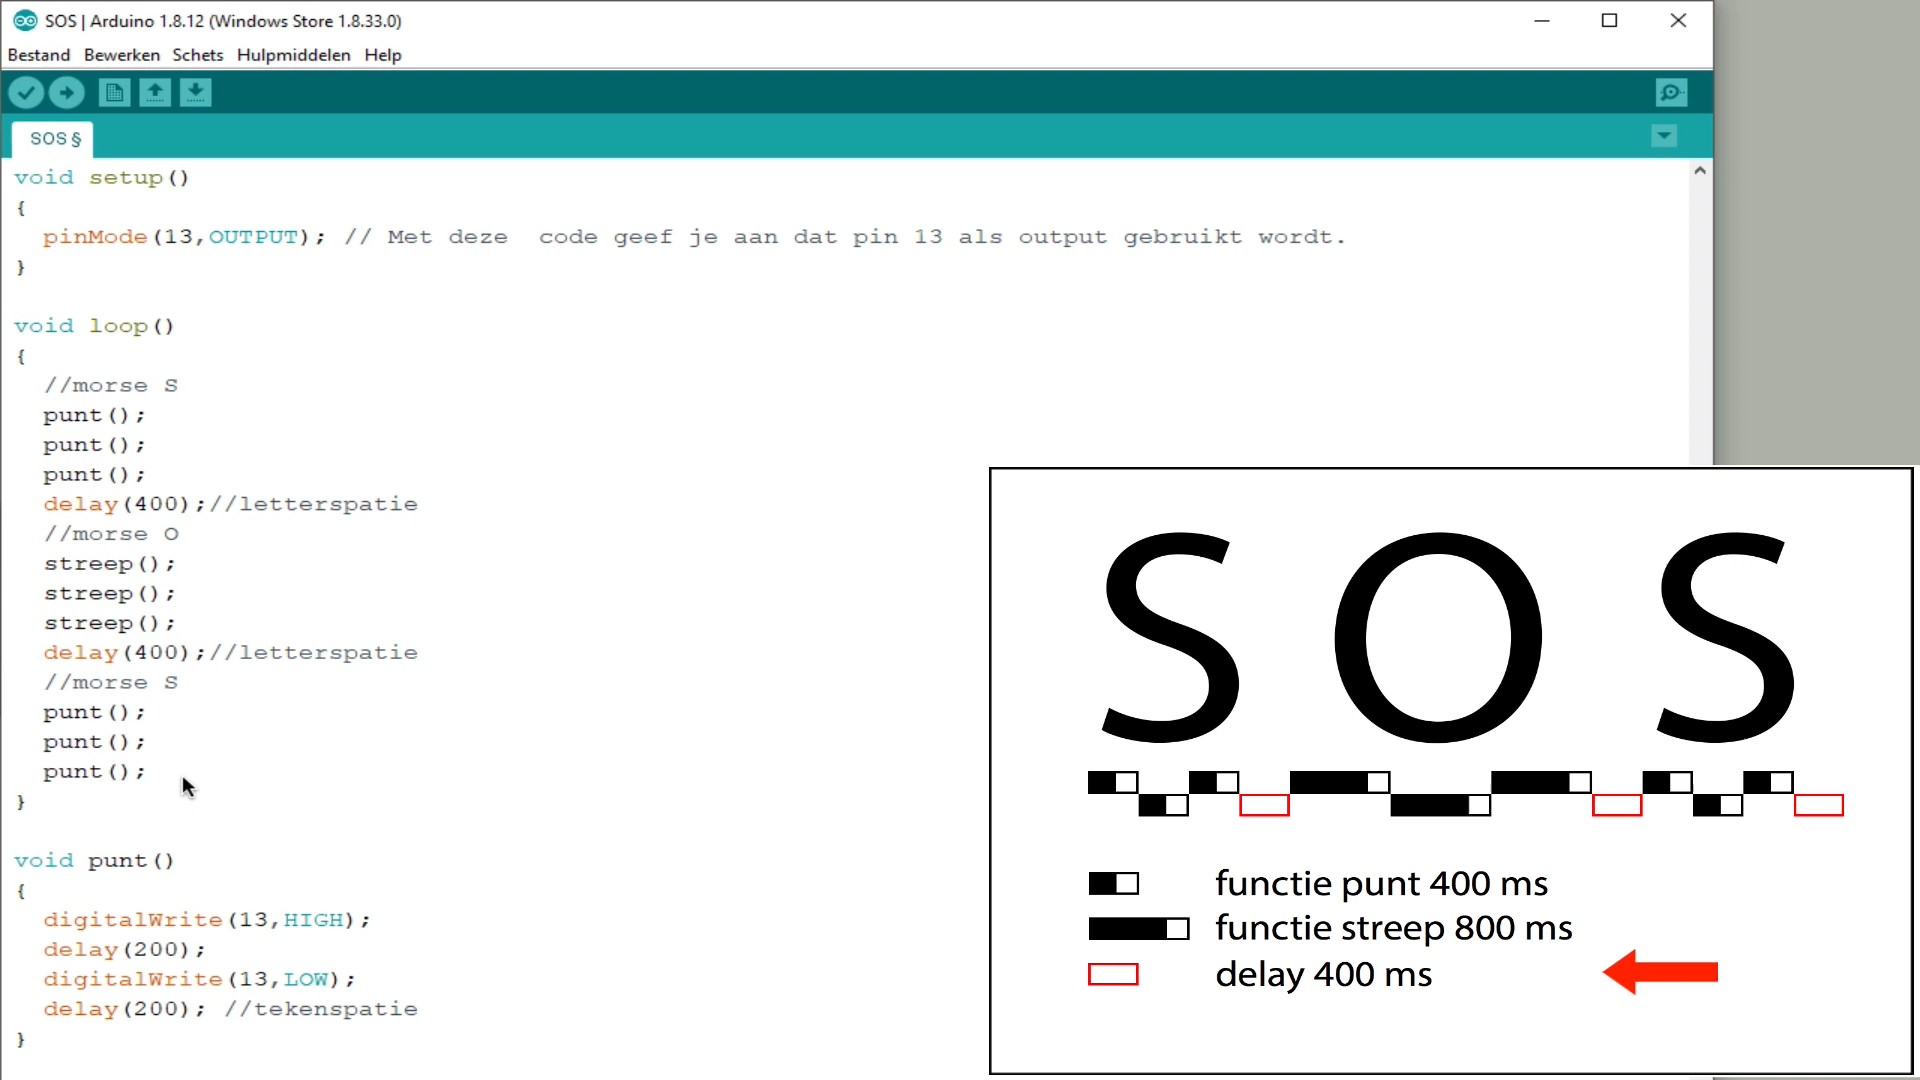 SOS | Arduino 1.8.12 (Windows Store 1.8.33.0)
Bestand Bewerken Schets Hulpmiddelen Help
SOS §
void setup()
{
  pinMode(13,OUTPUT); // Met deze  code geef je aan dat pin 13 als output gebruikt wordt.
}
void loop()
{
  //morse S
  punt();
  punt();
  punt();
  delay(400);//letterspatie
  //morse O
  streep();
  streep();
  streep();
  delay(400);//letterspatie
  //morse S
  punt();
  punt();
  punt();
}
void punt()
{
  digitalWrite(13,HIGH);
  delay(200);
  digitalWrite(13,LOW);
  delay(200); //tekenspatie
}
S O S
functie punt 400 ms
functie streep 800 ms
delay 400 ms